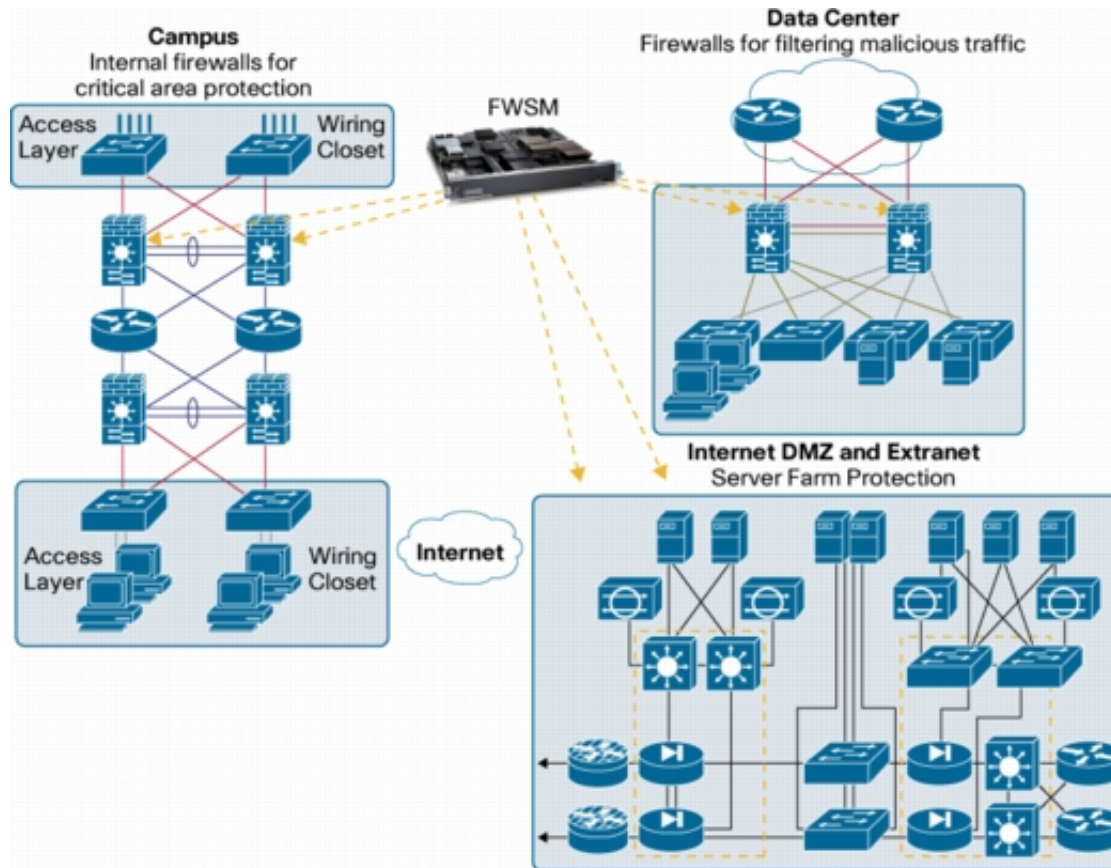 Campus
Internal firewalls for
critical area protection
Access
Layer
Wiring
Closet
FWSM
Data Center
Firewalls for filtering malicious traffic
Access
Layer
Wiring
Closet
Internet
Internet DMZ and Extranet
Server Farm Protection